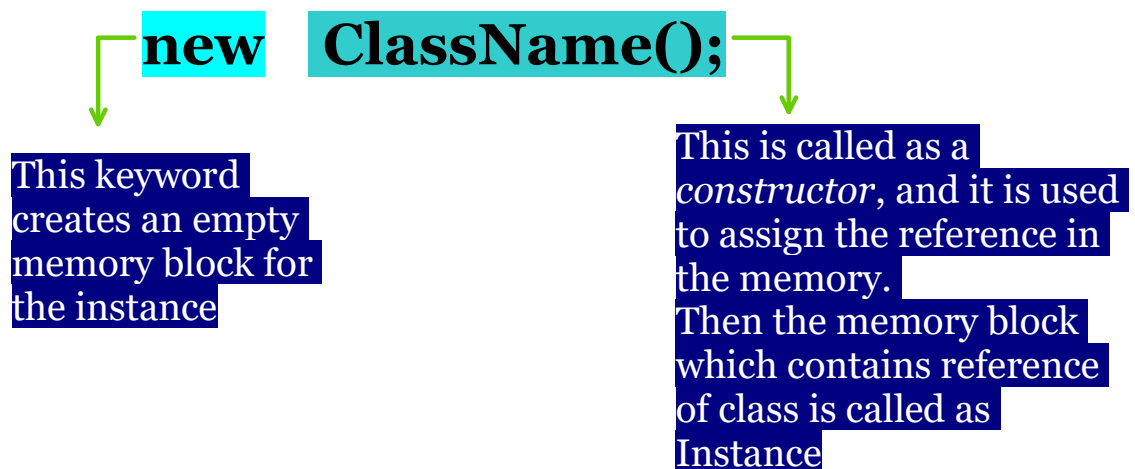 new ClassName();
This keyword
creates an empty
memory block for
the instance
This is called as a
constructor, and it is used
to assign the reference in
the memory.
Then the memory block
which contains reference
of class is called as
Instance